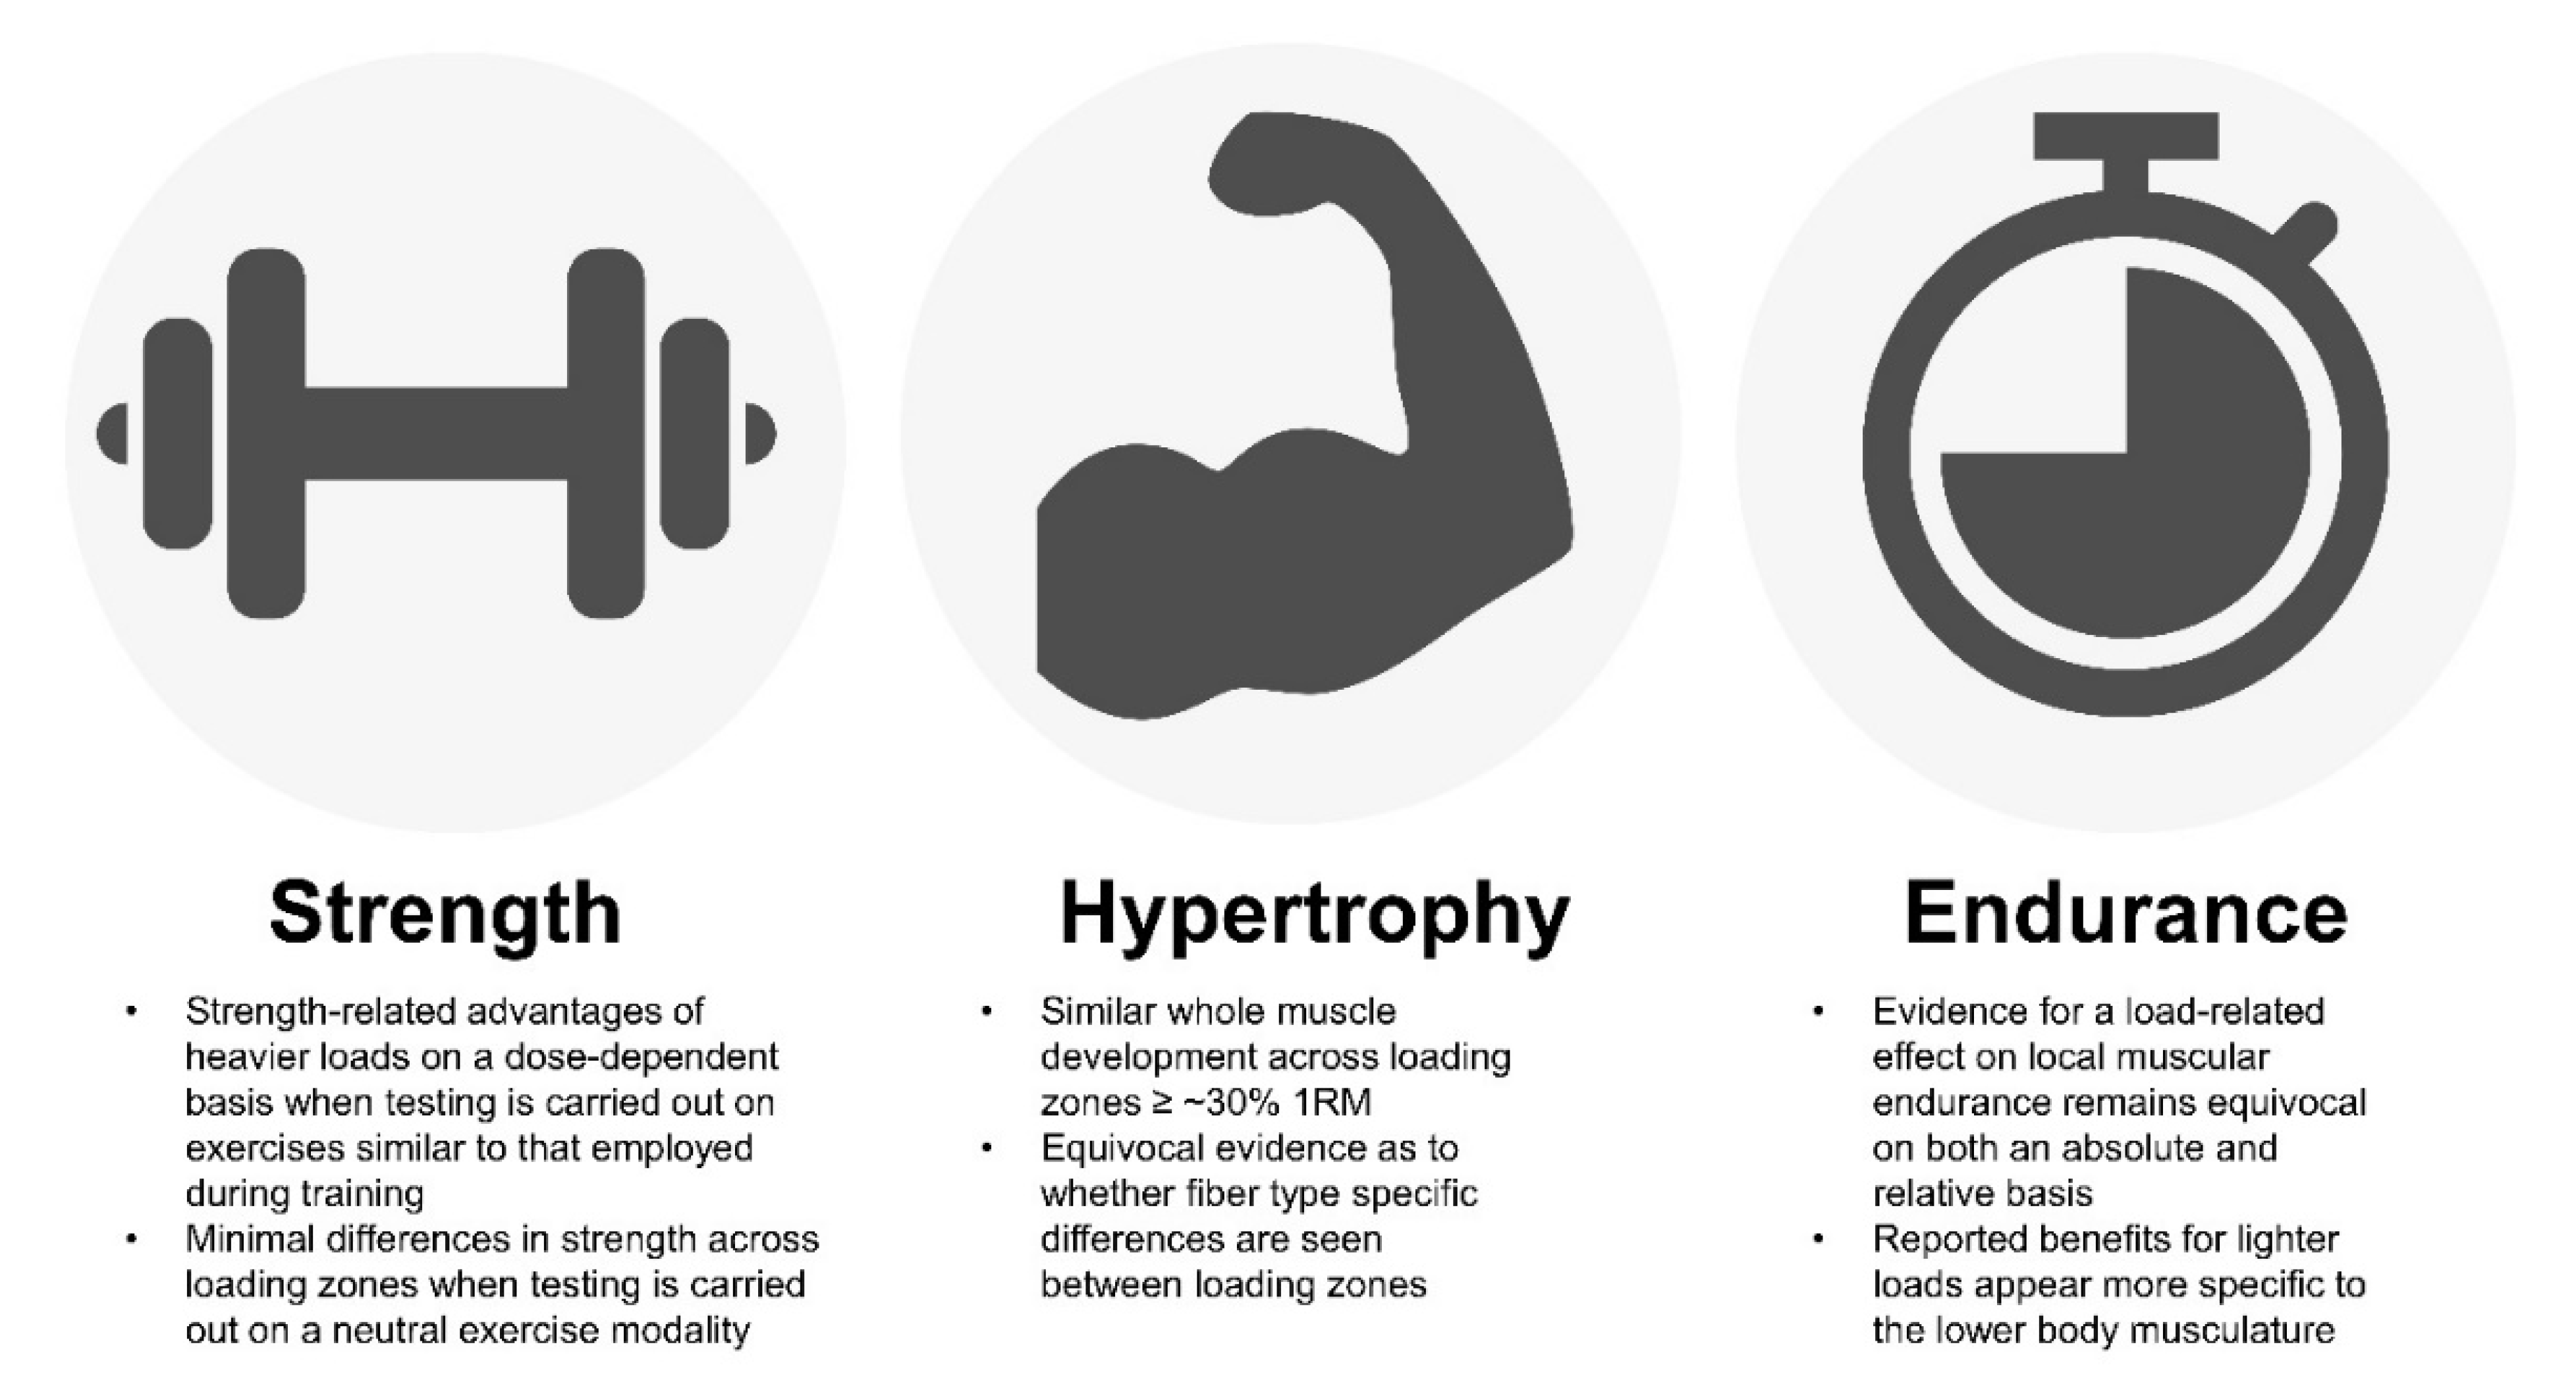 Strength
• Strength-related advantages of
heavier loads on a dose-dependent
basis when testing is carried out on
exercises similar to that employed
during training
• Minimal differences in strength across
loading zones when testing is carried
out on a neutral exercise modality
Hypertrophy
• Similar whole muscle
development across loading
zones ≥ ~30% 1RM
• Equivocal evidence as to
whether fiber type specific
differences are seen
between loading zones
Endurance
• Evidence for a load-related
effect on local muscular
endurance remains equivocal
on both an absolute and
relative basis
• Reported benefits for lighter
loads appear more specific to
the lower body musculature